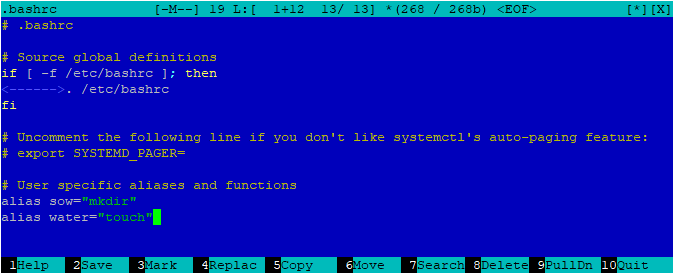 .bashrc [-M--] 19 L:[ 1+12 13/ 13] *(268 / 268b) <EOF> [*][X]
# .bashrc
# Source global definitions
if [ -f /etc/bashrc ]; then
<------>. /etc/bashrc
fi
# Uncomment the following line if you don't like systemctl's auto-paging feature:
# export SYSTEMD_PAGER=
# User specific aliases and functions
alias sow="mkdir"
alias water="touch"
1Help 2Save 3Mark 4Replac 5Copy 6Move 7Search 8Delete 9PullDn 10Quit